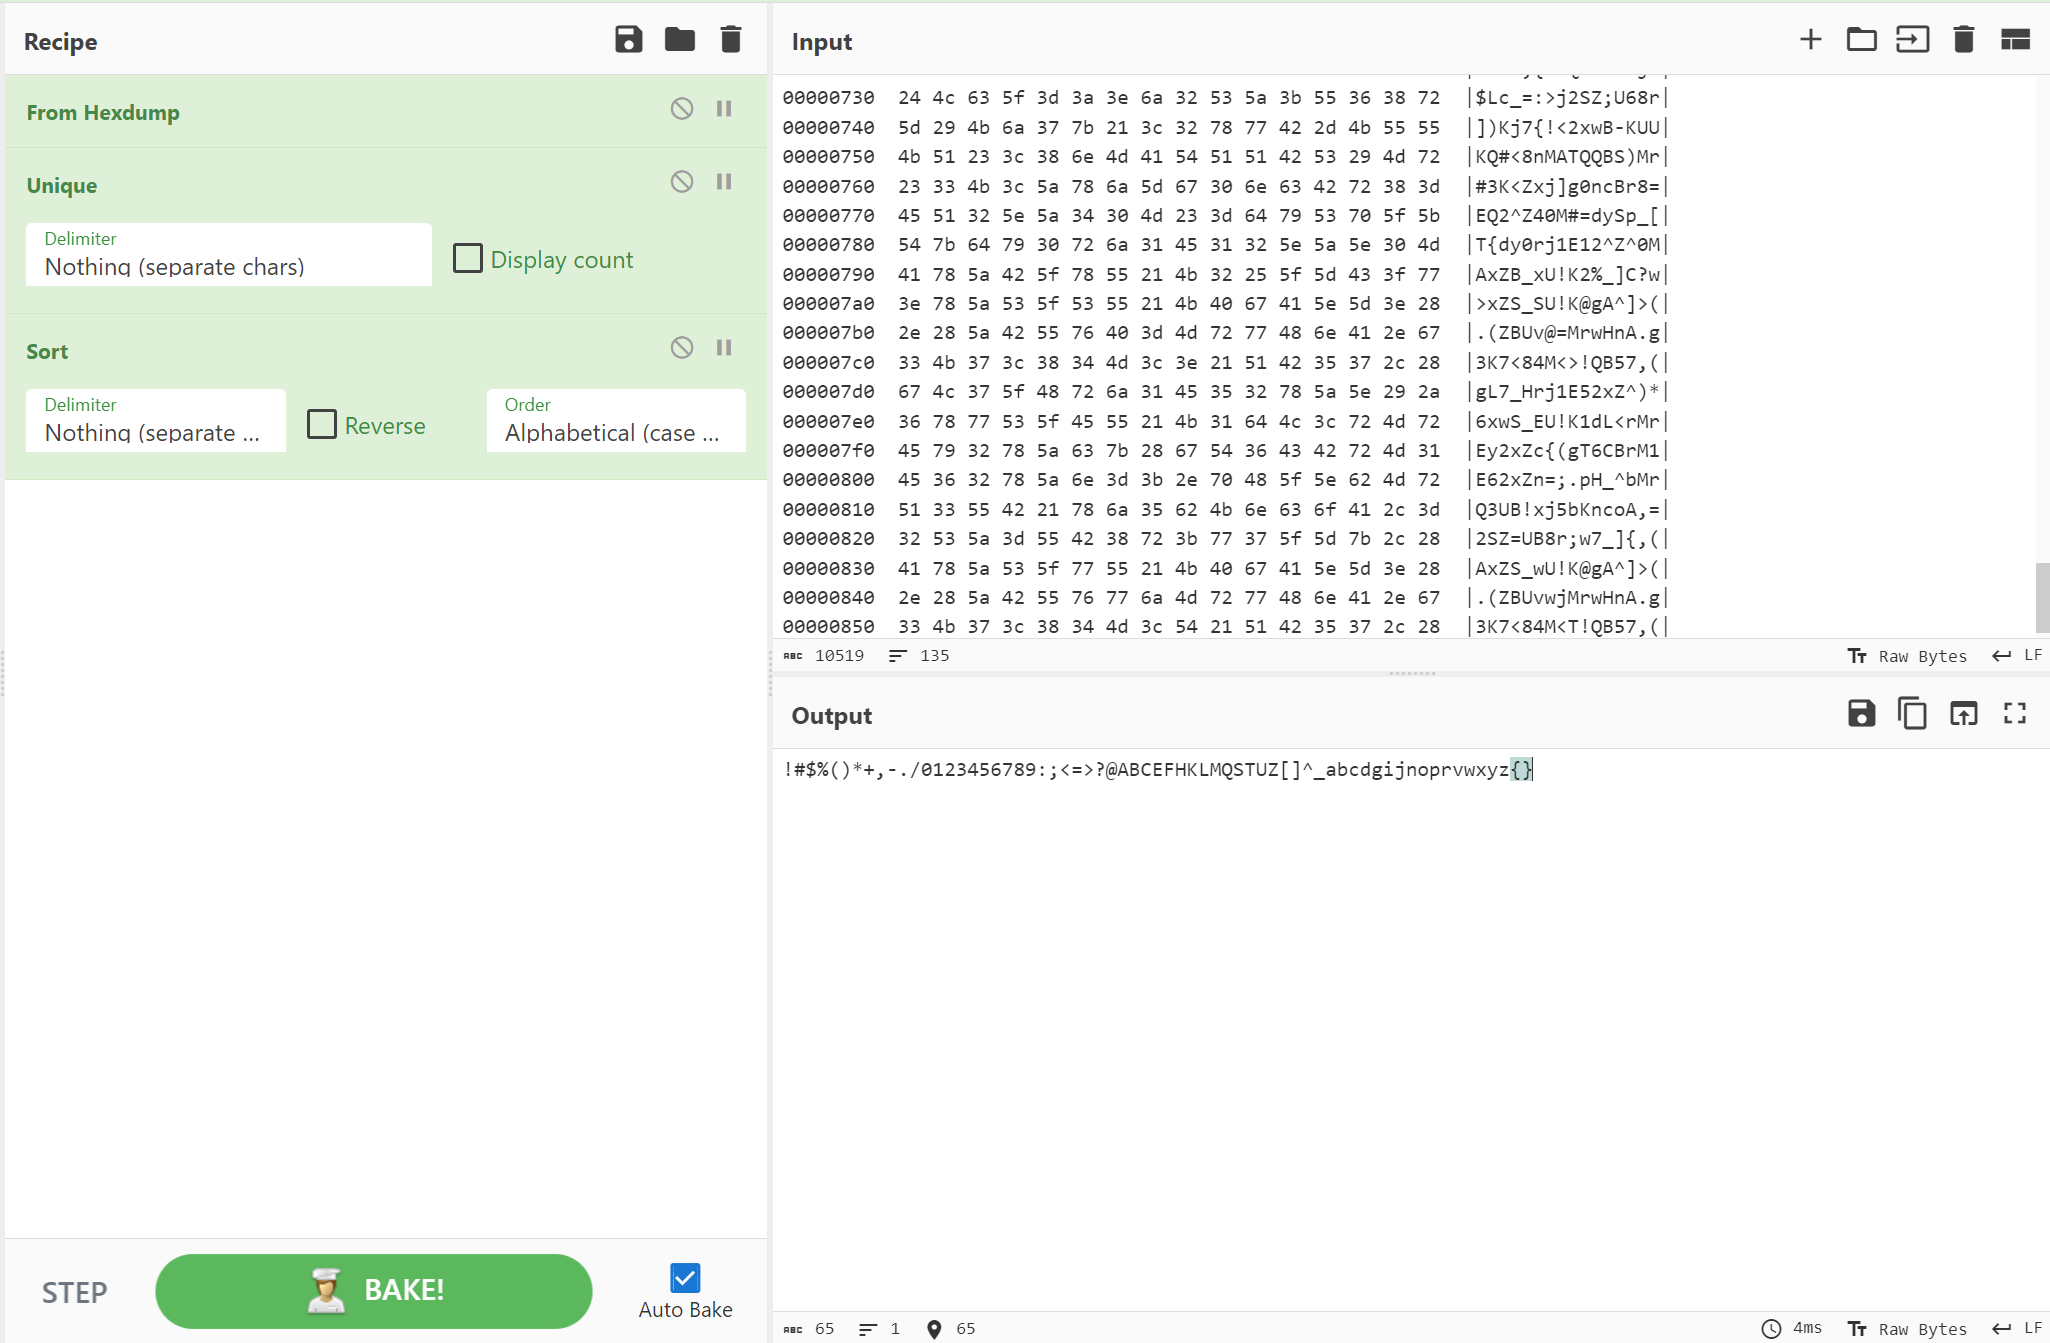 Recipe
From Hexdump
Unique
Delimiter
Nothing (separate chars)
Display count
Sort
Delimiter
Nothing (separate ...
Reverse
Order
Alphabetical (case ...
STEP
BAKE!
Auto Bake
Input
00000730 24 4c 63 5f 3d 3a 3e 6a 32 53 5a 3b 55 36 38 72 |$Lc_=:>j2SZ;U68r|
00000740 5d 29 4b 6a 37 7b 21 3c 32 78 77 42 2d 4b 55 55 |])Kj7{!<2xwB-KUU|
00000750 4b 51 23 3c 38 6e 4d 41 54 51 51 42 53 29 4d 72 |KQ#<8nMATQQBS)Mr|
00000760 23 33 4b 3c 5a 78 6a 5d 67 30 6e 63 42 72 38 3d |#3K<Zxj]g0ncBr8=|
00000770 45 51 32 5e 5a 34 30 4d 23 3d 64 79 53 70 5f 5b |EQ2^Z40M#=dySp_[|
00000780 54 7b 64 79 30 72 6a 31 45 31 32 5e 5a 5e 30 4d |T{dy0rj1E12^Z^0M|
00000790 41 78 5a 42 5f 78 55 21 4b 32 25 5f 5d 43 3f 77 |AxZB_xU!K2%_]C?w|
000007a0 3e 78 5a 53 5f 53 55 21 4b 40 67 41 5e 5d 3e 28 |>xZS_SU!K@gA^]>(|
000007b0 2e 28 5a 42 55 76 40 3d 4d 72 77 48 6e 41 2e 67 |.(ZBUv@=MrwHnA.g|
000007c0 33 4b 37 3c 38 34 4d 3c 3e 21 51 42 35 37 2c 28 |3K7<84M<>!QB57,(|
000007d0 67 4c 37 5f 48 72 6a 31 45 35 32 78 5a 5e 29 2a |gL7_Hrj1E52xZ^)*|
000007e0 36 78 77 53 5f 45 55 21 4b 31 64 4c 3c 72 4d 72 |6xwS_EU!K1dL<rMr|
000007f0 45 79 32 78 5a 63 7b 28 67 54 36 43 42 72 4d 31 |Ey2xZc{(gT6CBrM1|
00000800 45 36 32 78 5a 6e 3d 3b 2e 70 48 5f 5e 62 4d 72 |E62xZn=;.pH_^bMr|
00000810 51 33 55 42 21 78 6a 35 62 4b 6e 63 6f 41 2c 3d |Q3UB!xj5bKncoA,=|
00000820 32 53 5a 3d 55 42 38 72 3b 77 37 5f 5d 7b 2c 28 |2SZ=UB8r;w7_]{,(|
00000830 41 78 5a 53 5f 77 55 21 4b 40 67 41 5e 5d 3e 28 |AxZS_wU!K@gA^]>(|
00000840 2e 28 5a 42 55 76 77 6a 4d 72 77 48 6e 41 2e 67 |.(ZBUvwjMrwHnA.g|
00000850 33 4b 37 3c 38 34 4d 3c 54 21 51 42 35 37 2c 28 |3K7<84M<T!QB57,(|
ABC 10519 135 Tт Raw Bytes LF
Output
!#$%()*+,-./0123456789:;<=>?@ABCEFHKLMQSTUZ[]^_abcdgijnoprvwxyz{}
ABC 65 1 65 4ms Tт Raw Bytes LF